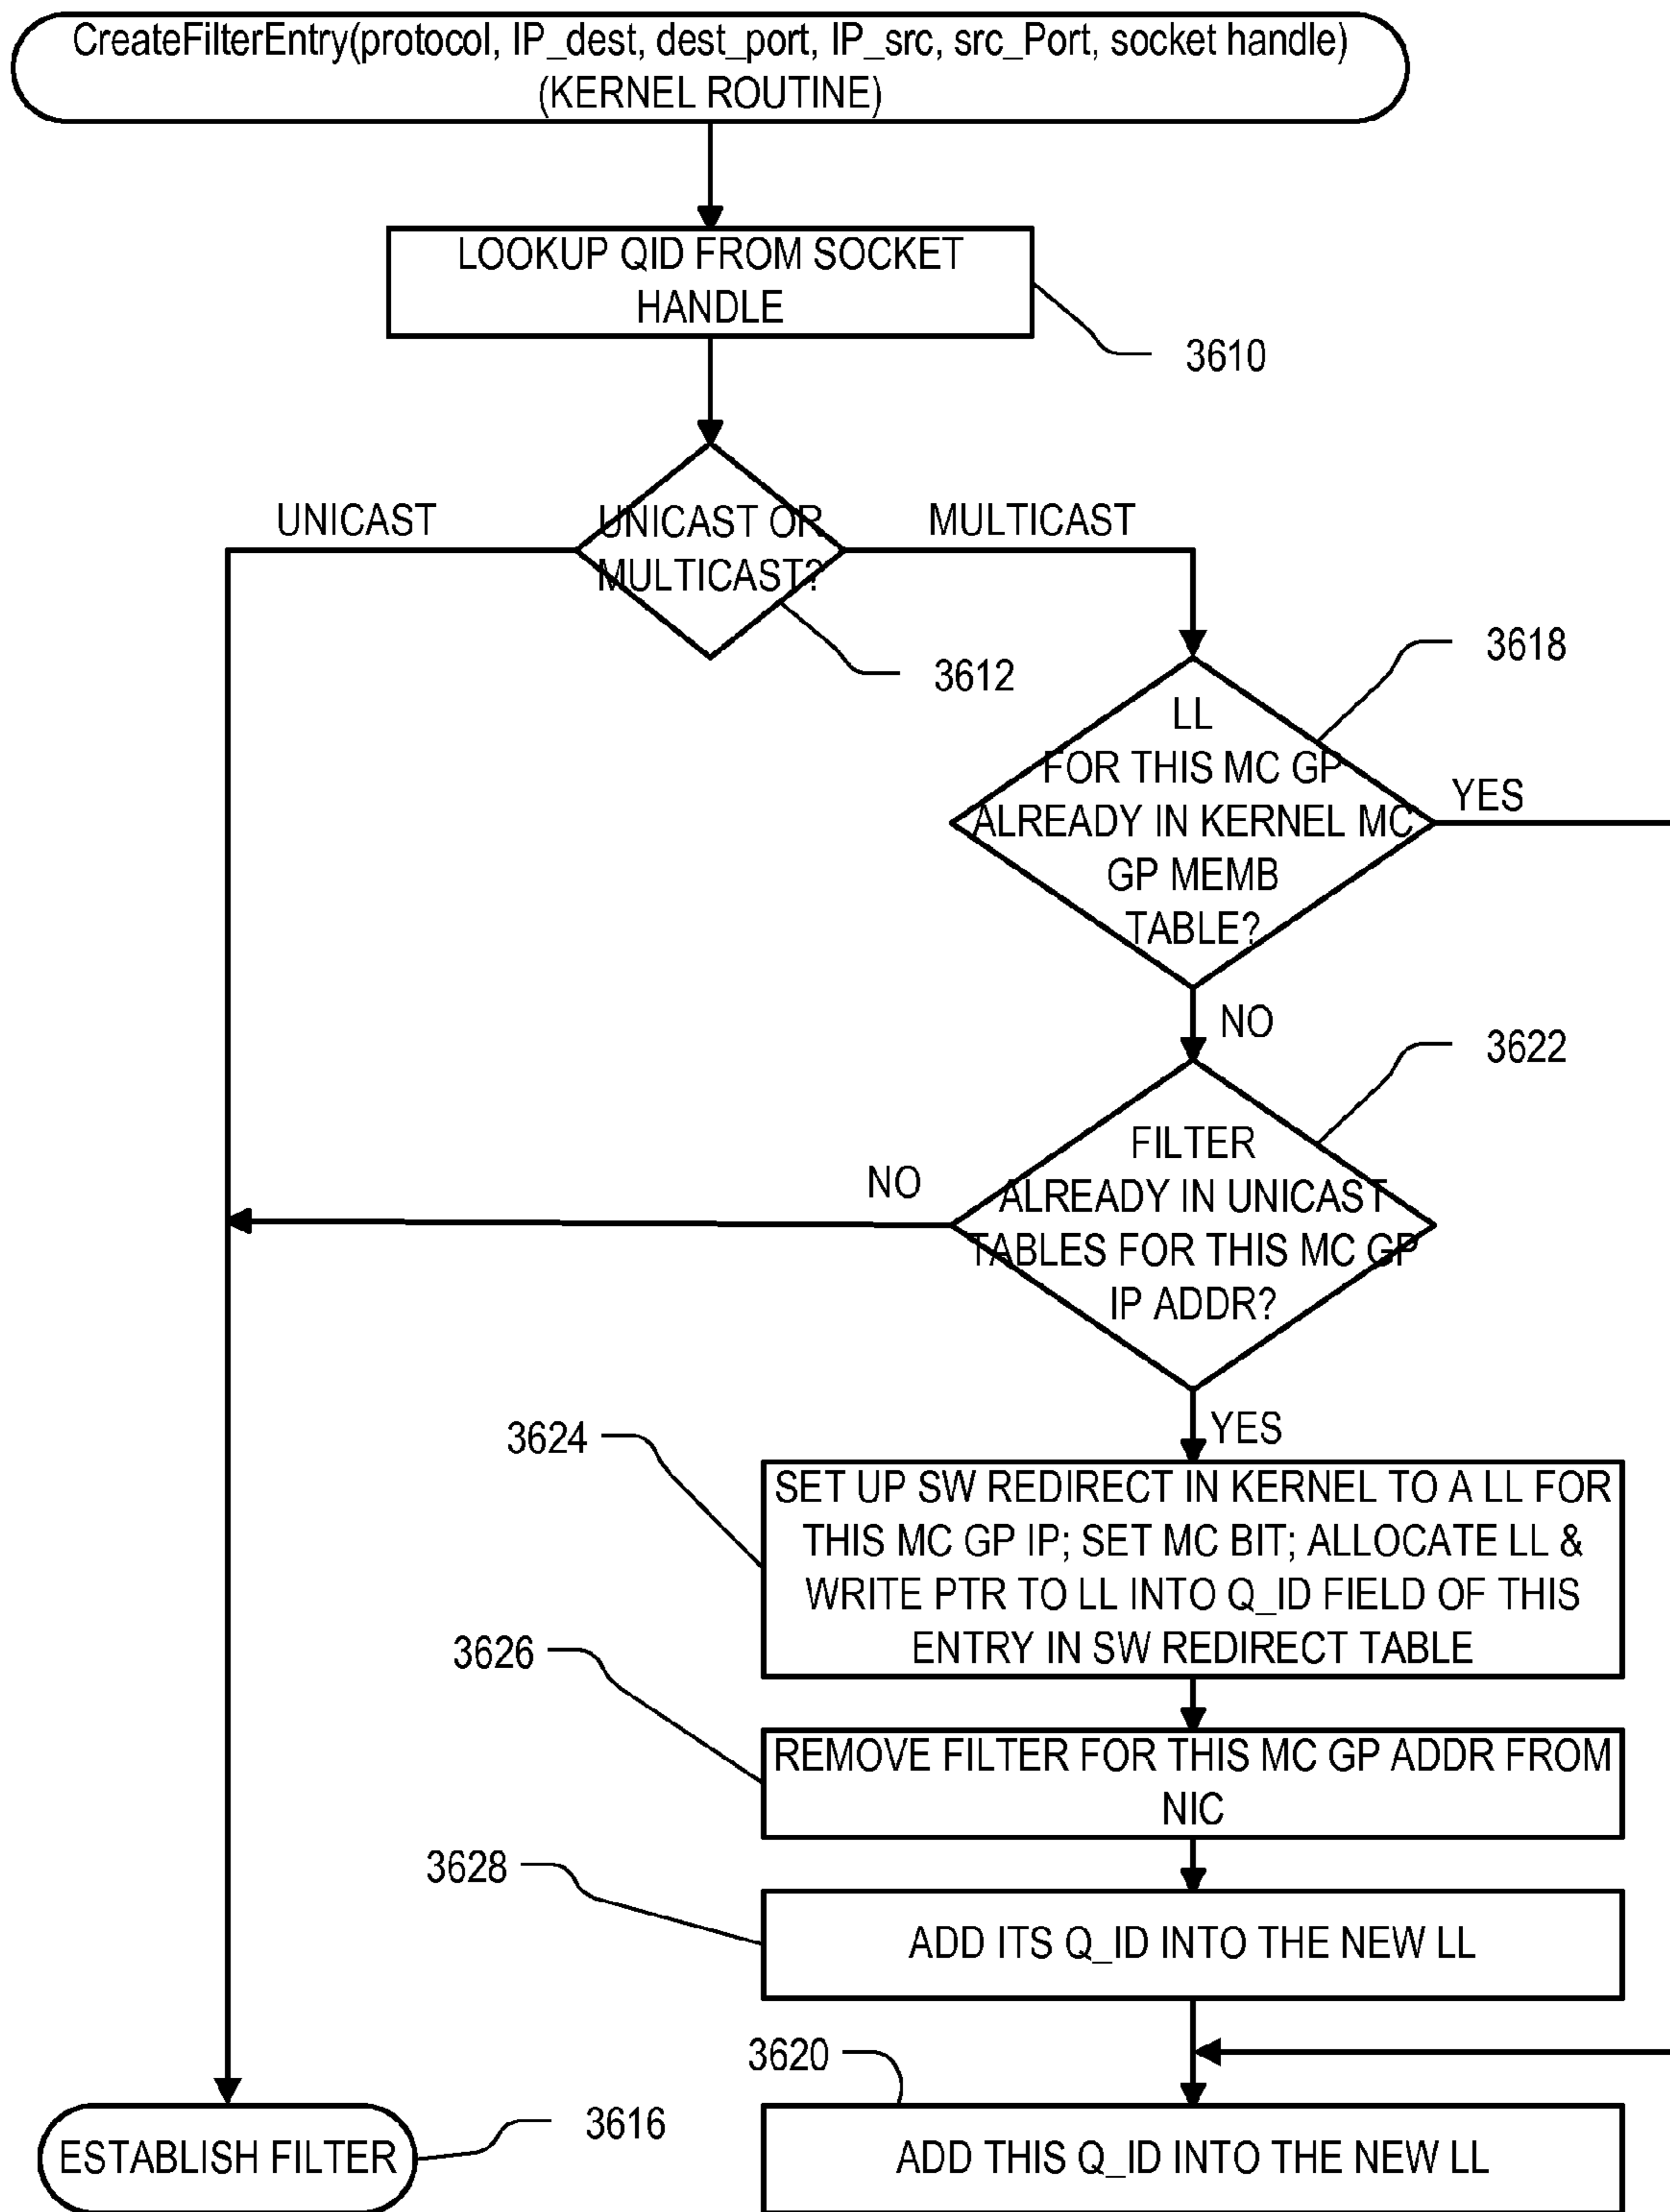 CreateFilterEntry(protocol, IP_dest, dest_port, IP_src, src_Port, socket handle)
(KERNEL ROUTINE)
LOOKUP QID FROM SOCKET
HANDLE
3610
UNICAST
UNICAST OR
MULTICAST?
MULTICAST
3612
3618
LL
FOR THIS MC GP
ALREADY IN KERNEL MC
GP MEMB
TABLE?
YES
NO
3622
FILTER
ALREADY IN UNICAST
TABLES FOR THIS MC GP
IP ADDR?
NO
YES
3624
SET UP SW REDIRECT IN KERNEL TO A LL FOR
THIS MC GP IP; SET MC BIT; ALLOCATE LL &
WRITE PTR TO LL INTO Q_ID FIELD OF THIS
ENTRY IN SW REDIRECT TABLE
3626
REMOVE FILTER FOR THIS MC GP ADDR FROM
NIC
3628
ADD ITS Q_ID INTO THE NEW LL
3620
ADD THIS Q_ID INTO THE NEW LL
ESTABLISH FILTER
3616